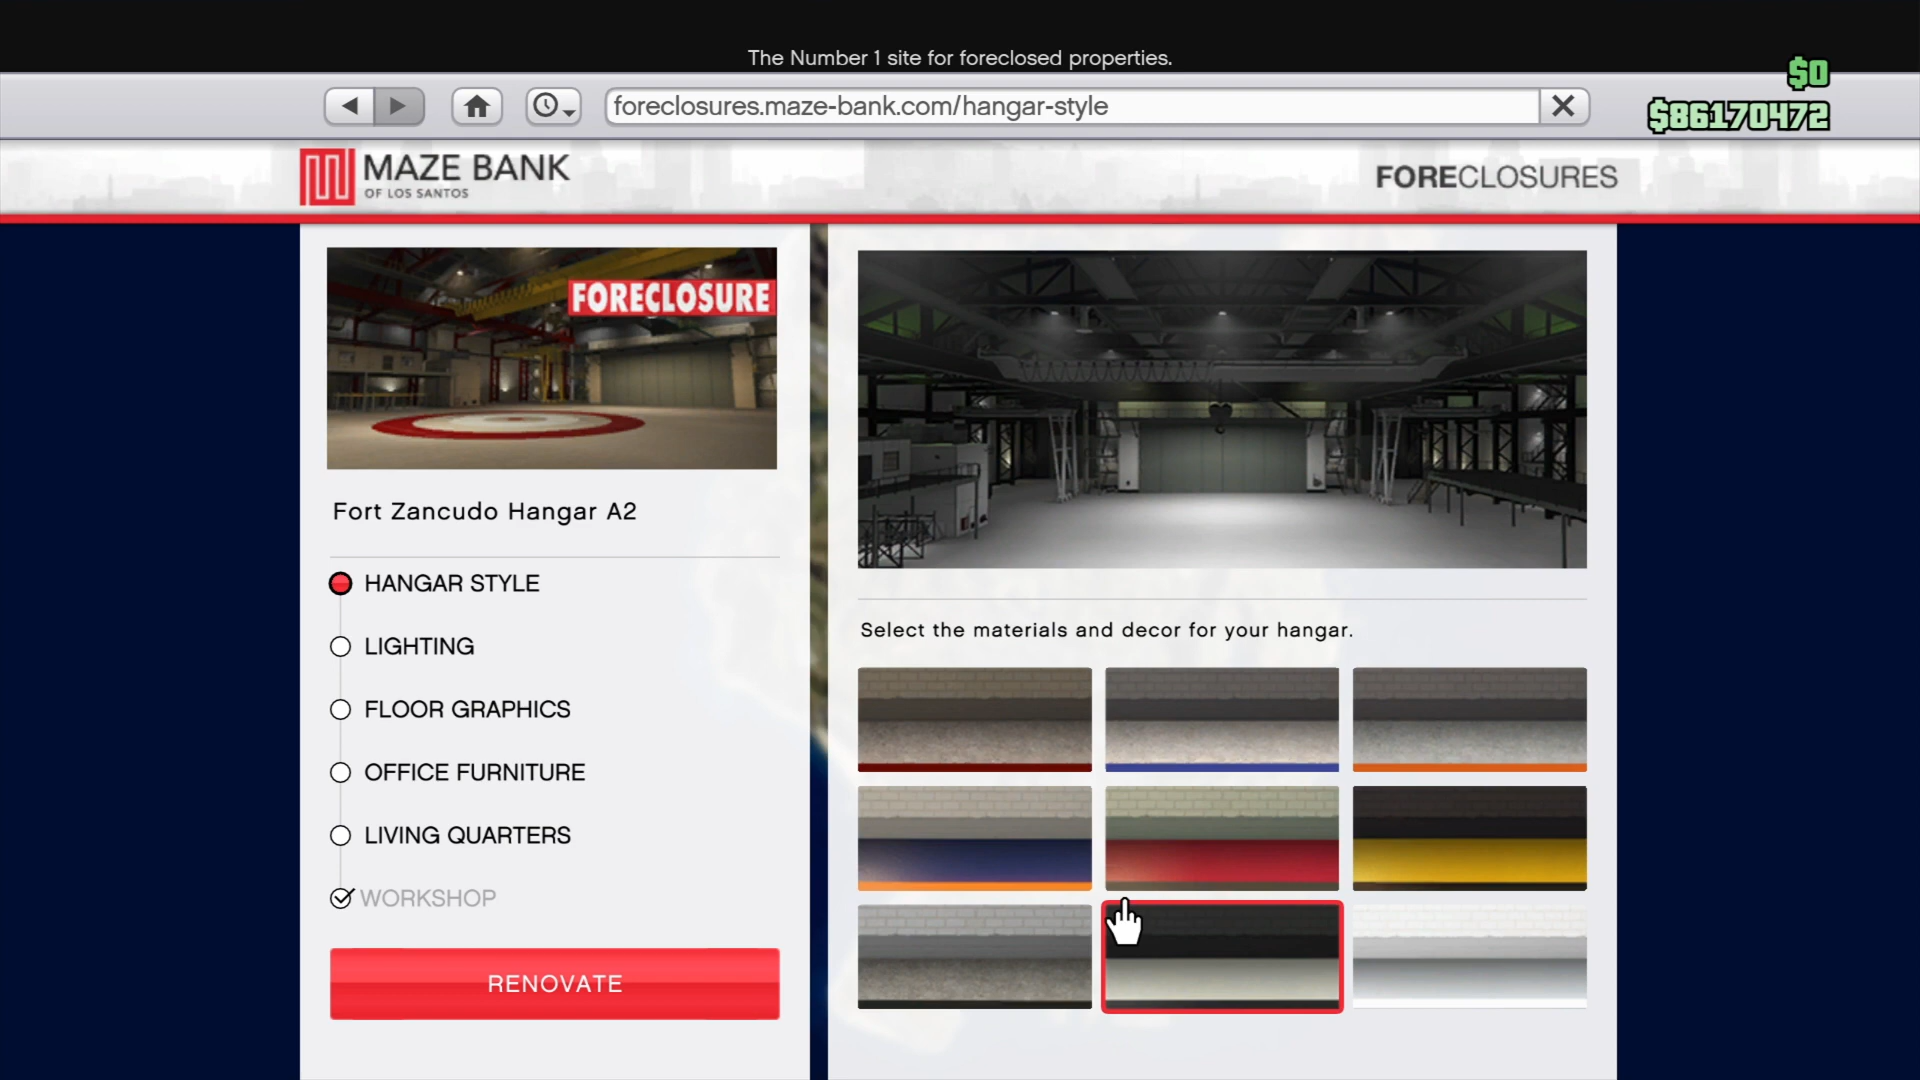 The Number 1 site for foreclosed properties.
$0
foreclosures.maze-bank.com/hangar-style
$86170472
MAZE BANK
OF LOS SANTOS
FORECLOSURES
FORECLOSURE
Fort Zancudo Hangar A2
HANGAR STYLE
LIGHTING
FLOOR GRAPHICS
OFFICE FURNITURE
LIVING QUARTERS
WORKSHOP
RENOVATE
Select the materials and decor for your hangar.